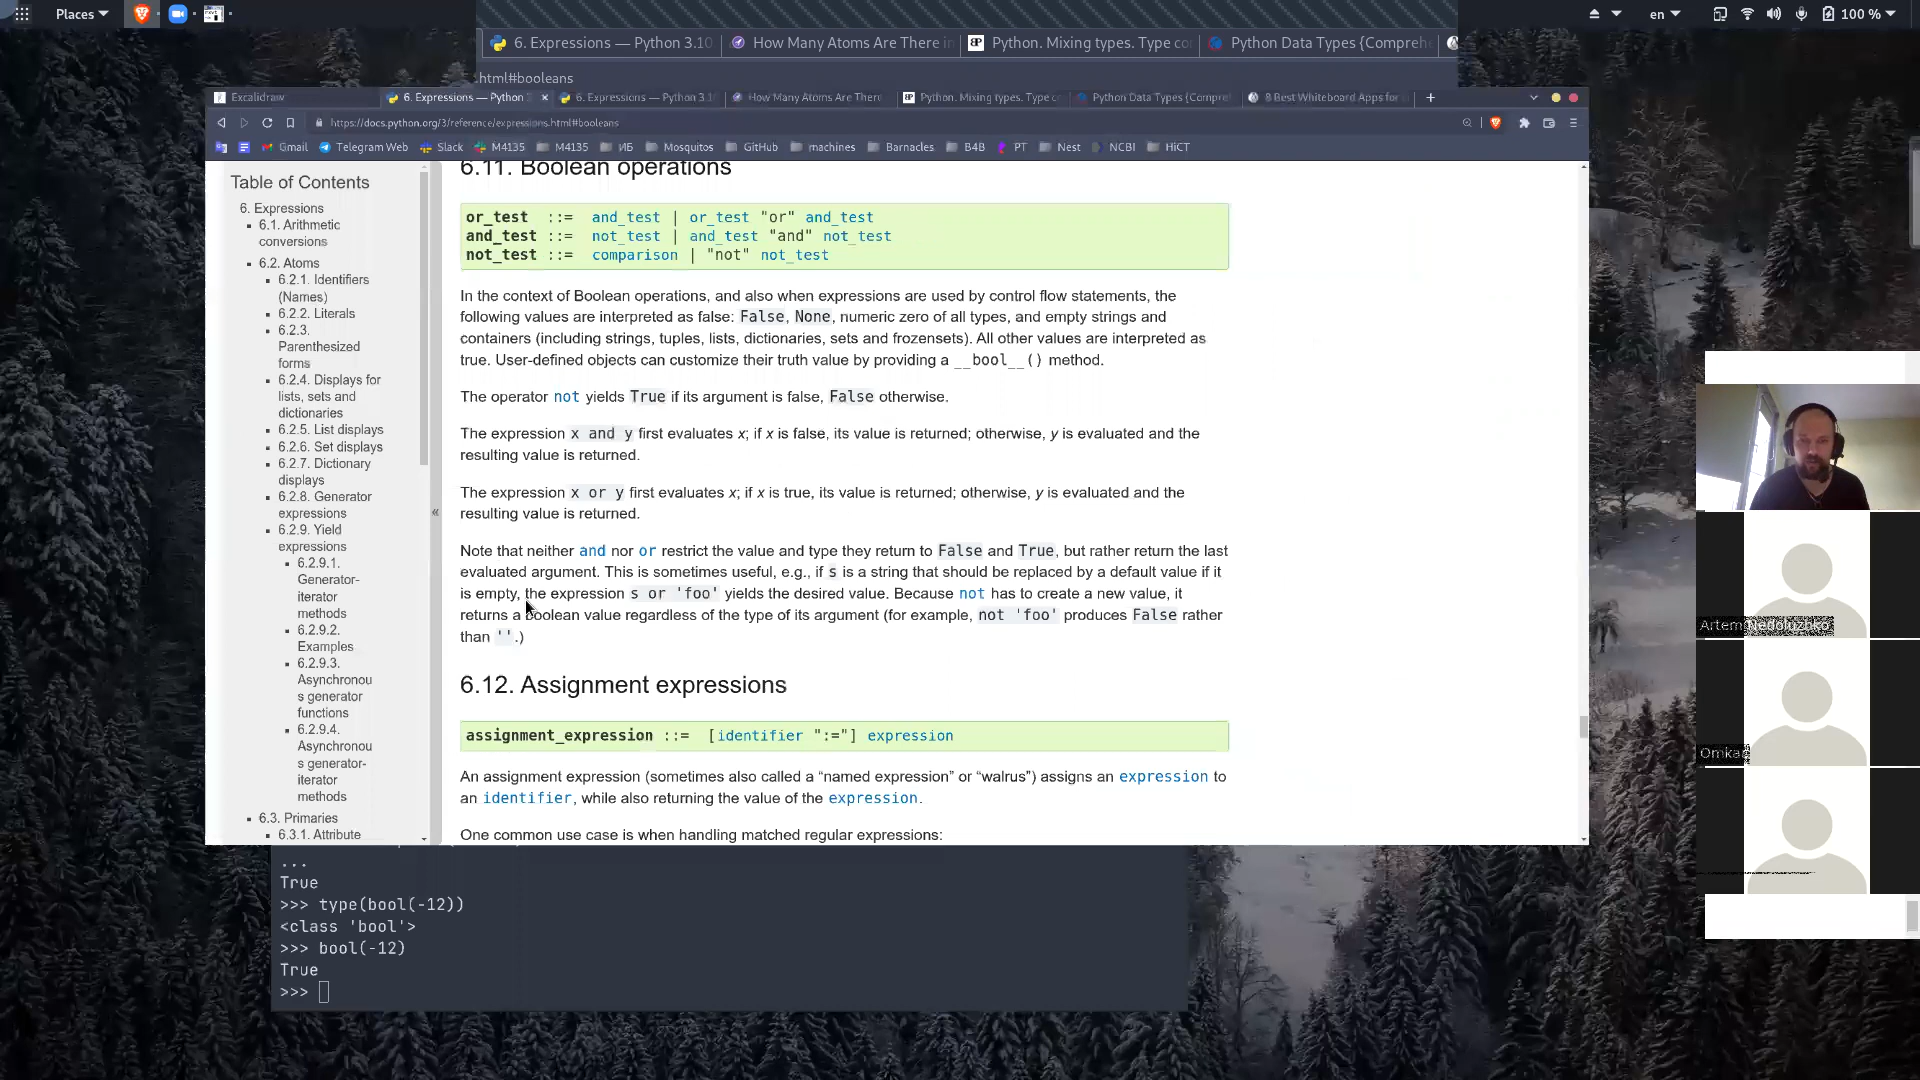 Places
en
100 %
6. Expressions — Python 3.10
How Many Atoms Are There in
Python. Mixing types. Type co
Python Data Types {Compreh
html#booleans
Excalidraw
6. Expressions — Python
6. Expressions — Python 3.1
How Many Atoms Are There
Python. Mixing types. Type c
Python Data Types {Compre
8 Best Whiteboard Apps for
https://docs.python.org/3/reference/expressions.html#booleans
Gmail
Telegram Web
Slack
M4135
M4135
ИБ
Mosquitos
GitHub
machines
Barnacles
B4B
PT
Nest
NCBI
HiCT
Table of Contents
6. Expressions
6.1. Arithmetic
conversions
6.2. Atoms
6.2.1. Identifiers
(Names)
6.2.2. Literals
6.2.3.
Parenthesized
forms
6.2.4. Displays for
lists, sets and
dictionaries
6.2.5. List displays
6.2.6. Set displays
6.2.7. Dictionary
displays
6.2.8. Generator
expressions
6.2.9. Yield
expressions
6.2.9.1.
Generator-
iterator
methods
6.2.9.2.
Examples
6.2.9.3.
Asynchronou
s generator
functions
6.2.9.4.
Asynchronou
s generator-
iterator
methods
6.3. Primaries
6.3.1. Attribute
«
6.11. Boolean operations
or_test ::= and_test | or_test "or" and_test
and_test ::= not_test | and_test "and" not_test
not_test ::= comparison | "not" not_test
In the context of Boolean operations, and also when expressions are used by control flow statements, the
following values are interpreted as false: False, None, numeric zero of all types, and empty strings and
containers (including strings, tuples, lists, dictionaries, sets and frozensets). All other values are interpreted as
true. User-defined objects can customize their truth value by providing a __bool__() method.
The operator not yields True if its argument is false, False otherwise.
The expression x and y first evaluates x; if x is false, its value is returned; otherwise, y is evaluated and the
resulting value is returned.
The expression x or y first evaluates x; if x is true, its value is returned; otherwise, y is evaluated and the
resulting value is returned.
Note that neither and nor or restrict the value and type they return to False and True, but rather return the last
evaluated argument. This is sometimes useful, e.g., if s is a string that should be replaced by a default value if it
is empty, the expression s or 'foo' yields the desired value. Because not has to create a new value, it
returns a boolean value regardless of the type of its argument (for example, not 'foo' produces False rather
than ''.)
6.12. Assignment expressions
assignment_expression ::= [identifier ":="] expression
An assignment expression (sometimes also called a “named expression” or “walrus”) assigns an expression to
an identifier, while also returning the value of the expression.
One common use case is when handling matched regular expressions:
...
True
>>> type(bool(-12))
<class 'bool'>
>>> bool(-12)
True
>>>
Artem Nedoluzhko
Omkar